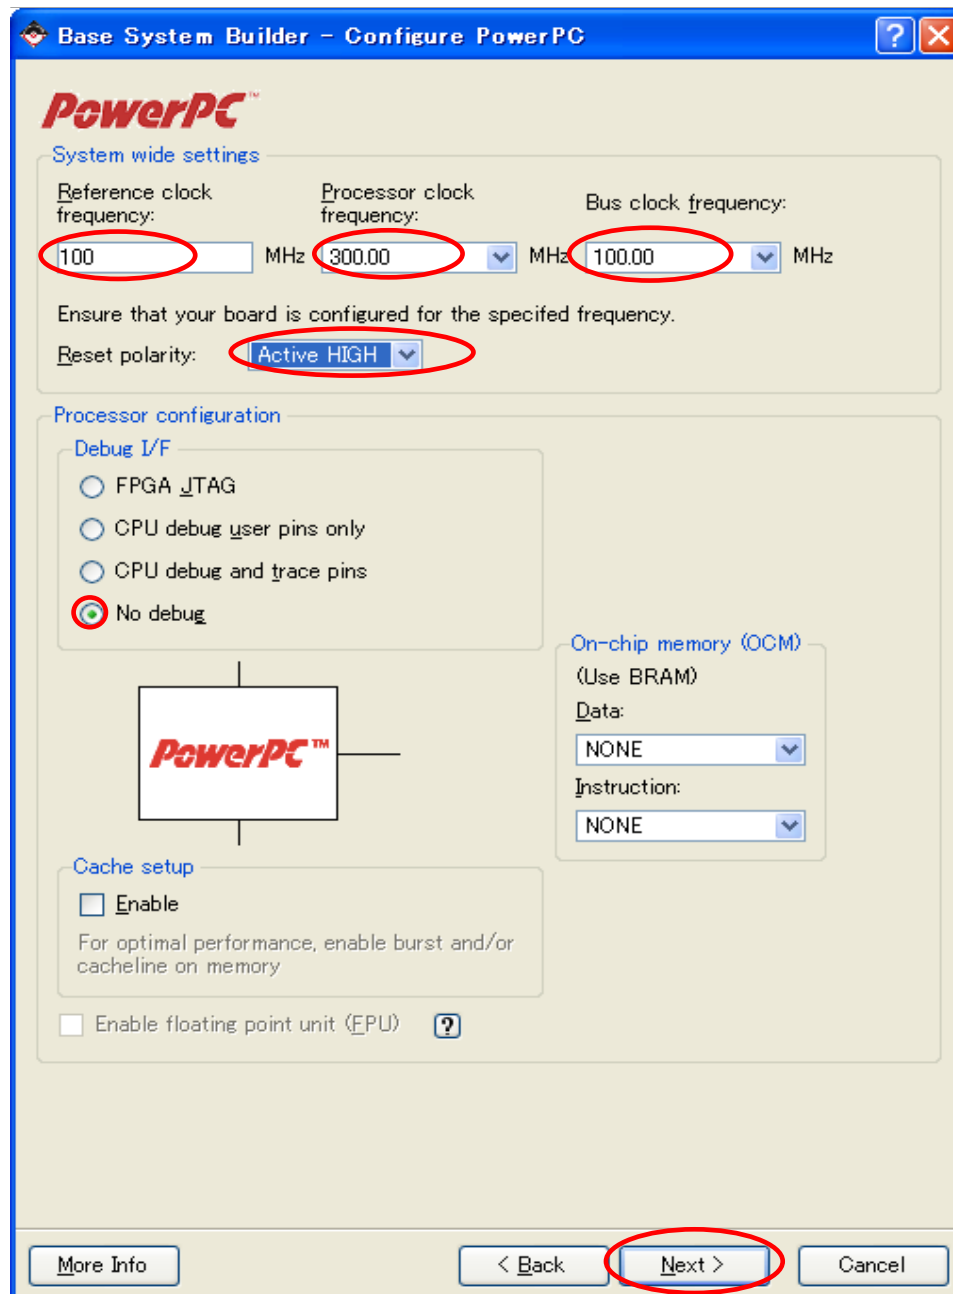 Base System Builder - Configure PowerPC
PowerPC™
System wide settings
Reference clock frequency:
Processor clock frequency:
Bus clock frequency:
100 MHz 300.00 MHz 100.00 MHz
Ensure that your board is configured for the specifed frequency.
Reset polarity: Active HIGH
Processor configuration
Debug I/F
FPGA JTAG
CPU debug user pins only
CPU debug and trace pins
No debug
On-chip memory (OCM)
(Use BRAM)
Data:
NONE
Instruction:
NONE
PowerPC™
Cache setup
Enable
For optimal performance, enable burst and/or
cacheline on memory
Enable floating point unit (FPU) ?
More Info < Back Next > Cancel